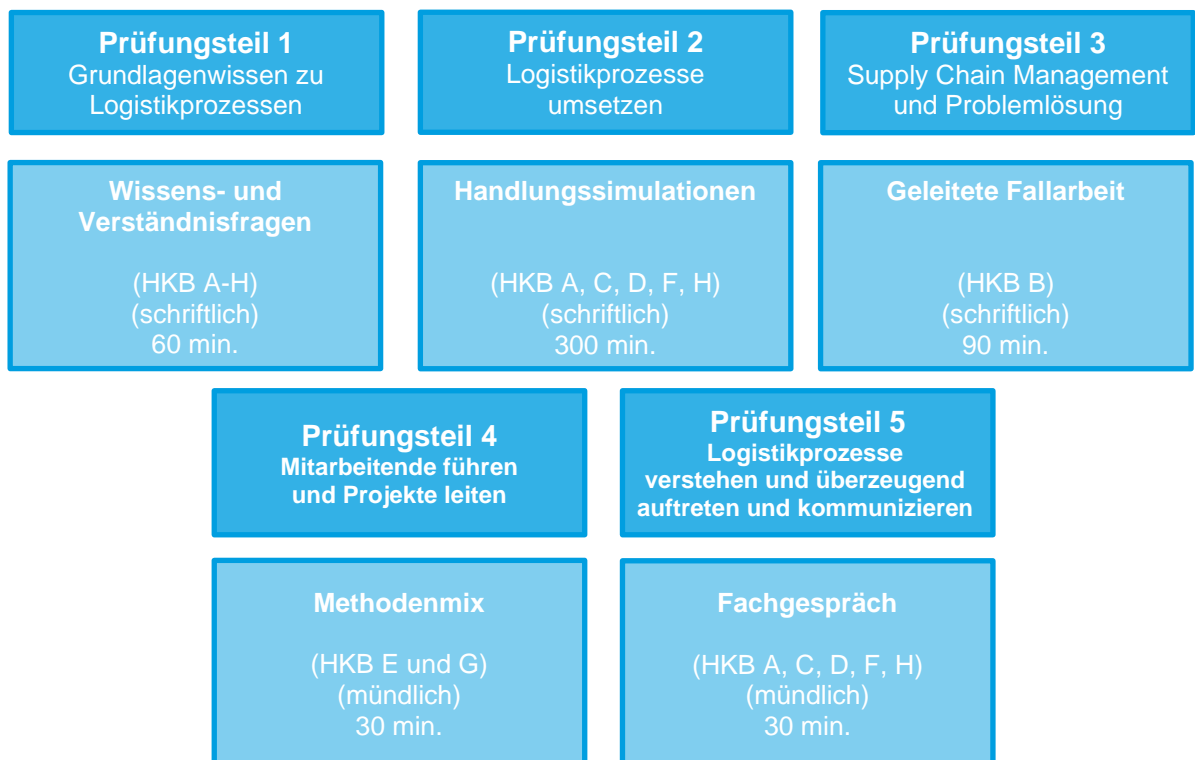 Prüfungsteil 1
Grundlagenwissen zu
Logistikprozessen
Prüfungsteil 2
Logistikprozesse
umsetzen
Prüfungsteil 3
Supply Chain Management
und Problemlösung
Wissens- und
Verständnisfragen
(HKB A-H)
(schriftlich)
60 min.
Handlungssimulationen
(HKB A, C, D, F, H)
(schriftlich)
300 min.
Geleitete Fallarbeit
(HKB B)
(schriftlich)
90 min.
Prüfungsteil 4
Mitarbeitende führen
und Projekte leiten
Prüfungsteil 5
Logistikprozesse
verstehen und überzeugend
auftreten und kommunizieren
Methodenmix
(HKB E und G)
(mündlich)
30 min.
Fachgespräch
(HKB A, C, D, F, H)
(mündlich)
30 min.